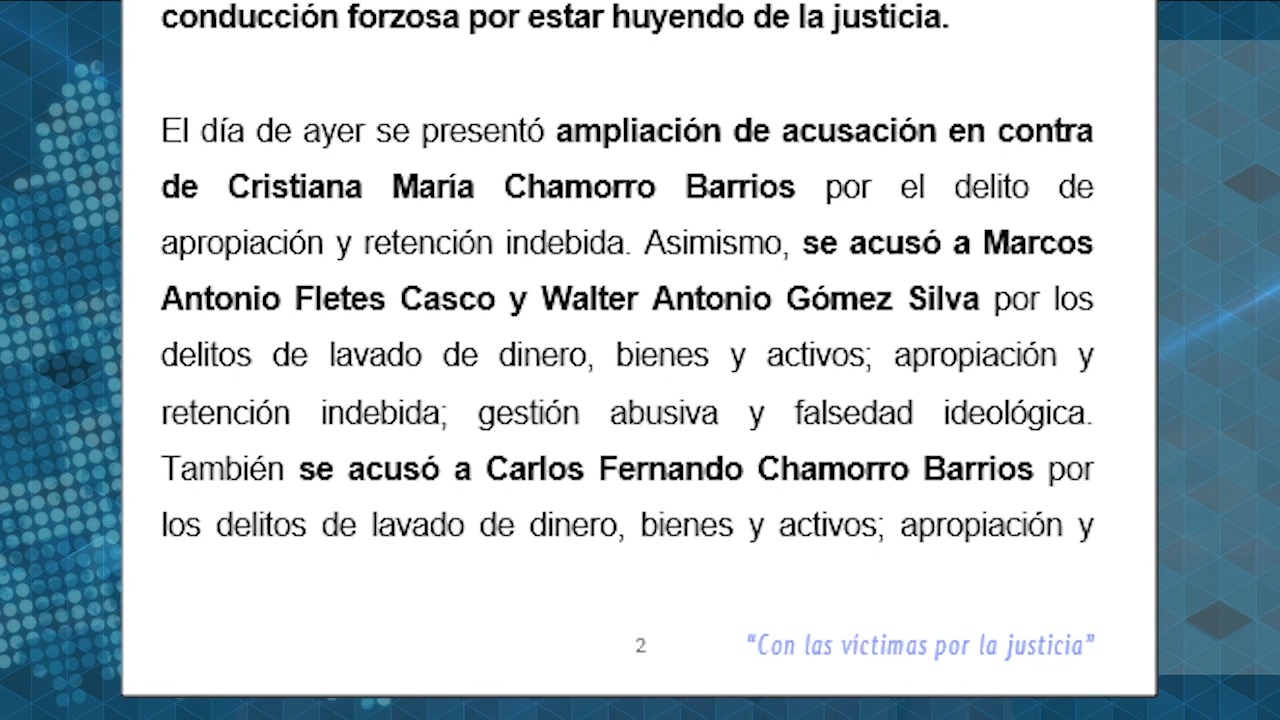 conducción forzosa por estar huyendo de la justicia.
El día de ayer se presentó ampliación de acusación en contra
de Cristiana María Chamorro Barrios por el delito de
apropiación y retención indebida. Asimismo, se acusó a Marcos
Antonio Fletes Casco y Walter Antonio Gómez Silva por los
delitos de lavado de dinero, bienes y activos; apropiación y
retención indebida; gestión abusiva y falsedad ideológica.
También se acusó a Carlos Fernando Chamorro Barrios por
los delitos de lavado de dinero, bienes y activos; apropiación y
2
"Con las víctimas por la justicia"